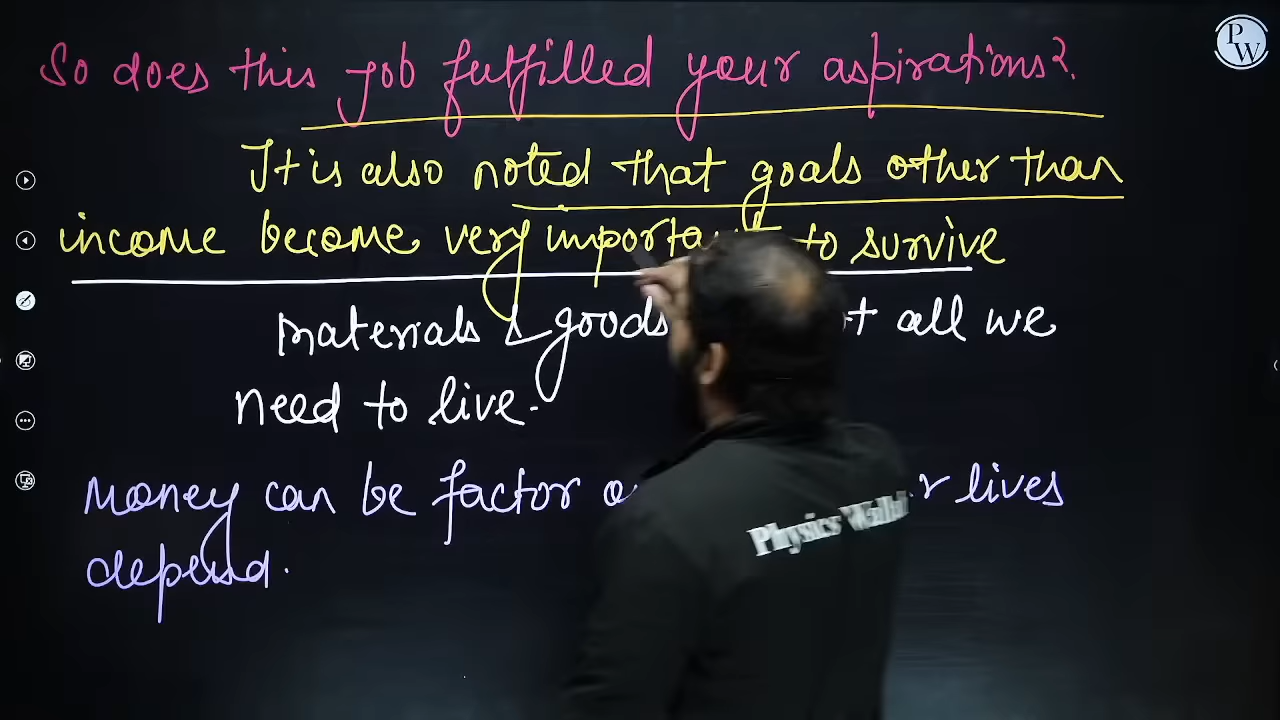 So does this job fulfilled your aspirations?.
It is also noted that goals other than
income become very important to survive
materials & goods all we
need to live.
Money can be factor lives
depend.
Physics Wallah
PW